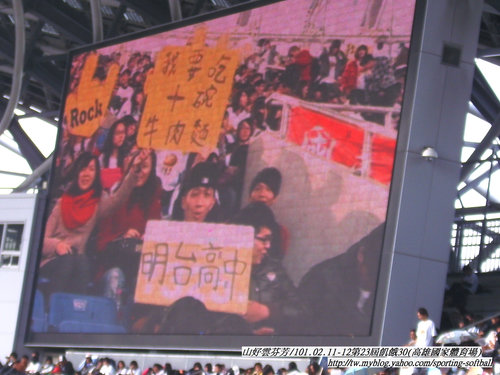 Rock
我要吃
十碗
牛肉麵
明台高中
山好雲芬芳/101.02.11-12第23屆飢餓30(高雄國家體育場)
http://tw.myblog.yahoo.com/sporting-softball